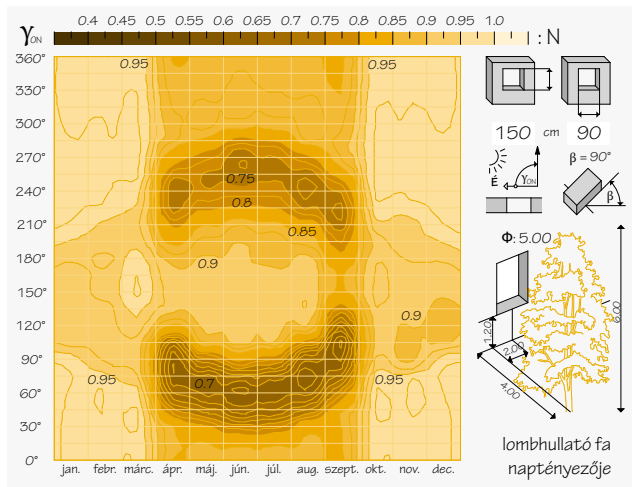 0.4 0.45 0.5 0.55 0.6 0.65 0.7 0.75 0.8 0.85 0.9 0.95 1.0
γON : N
360° 0.95 0.95
330°
300°
270°
240° 0.75 0.8
210° 0.85
180° 0.9
150°
120° 0.9
90°
60° 0.95 0.7 0.95
30°
0°
jan. febr. márc. ápr. máj. jún. júl. aug. szept. okt. nov. dec.
150 cm 90
β = 90°
É γON β
Φ: 5.00
6.00
1.20
2.00
4.00
lombhullató fa
naptényezője